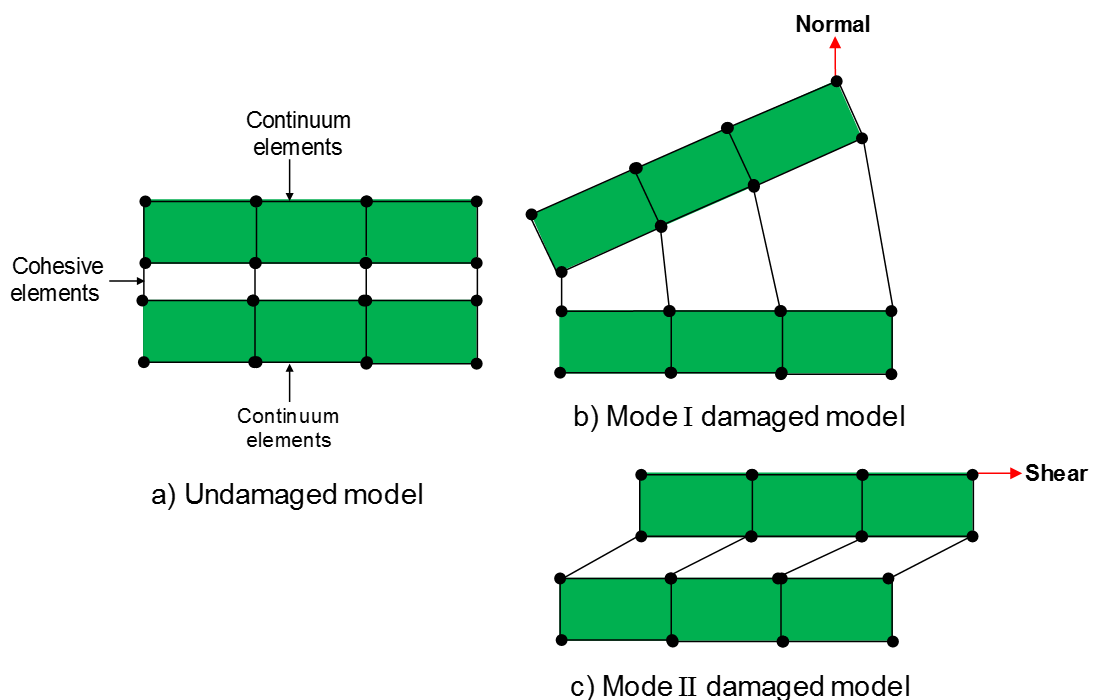 Normal
Continuum
elements
Cohesive
elements
Continuum
elements
a) Undamaged model
b) Mode I damaged model
Shear
c) Mode II damaged model